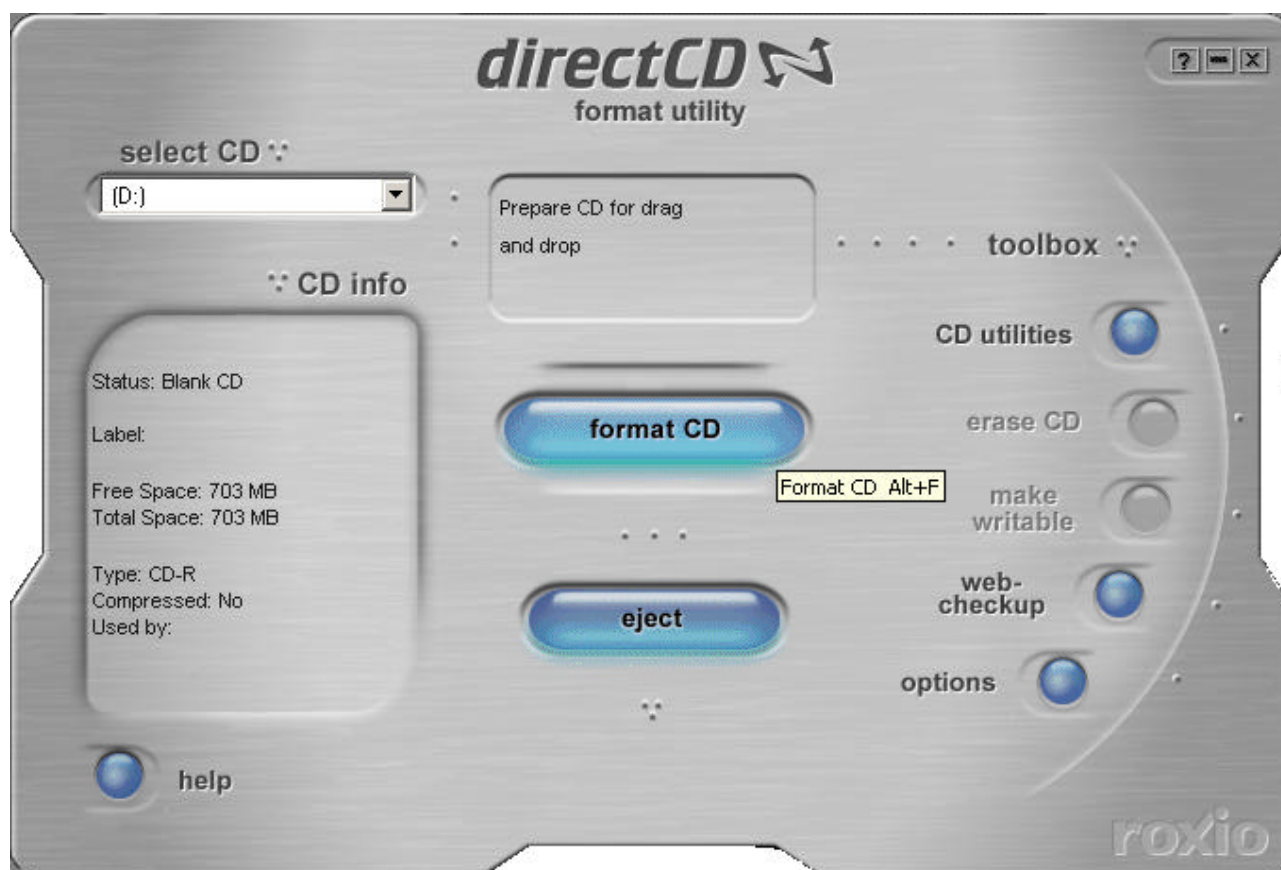 directCD
format utility
?
X
select CD
(D:)
Prepare CD for drag
and drop
toolbox
CD info
CD utilities
Status: Blank CD
Label:
Free Space: 703 MB
Total Space: 703 MB
Type: CD-R
Compressed: No
Used by:
format CD
Format CD Alt+F
eject
erase CD
make
writable
web-
checkup
options
help
roxio